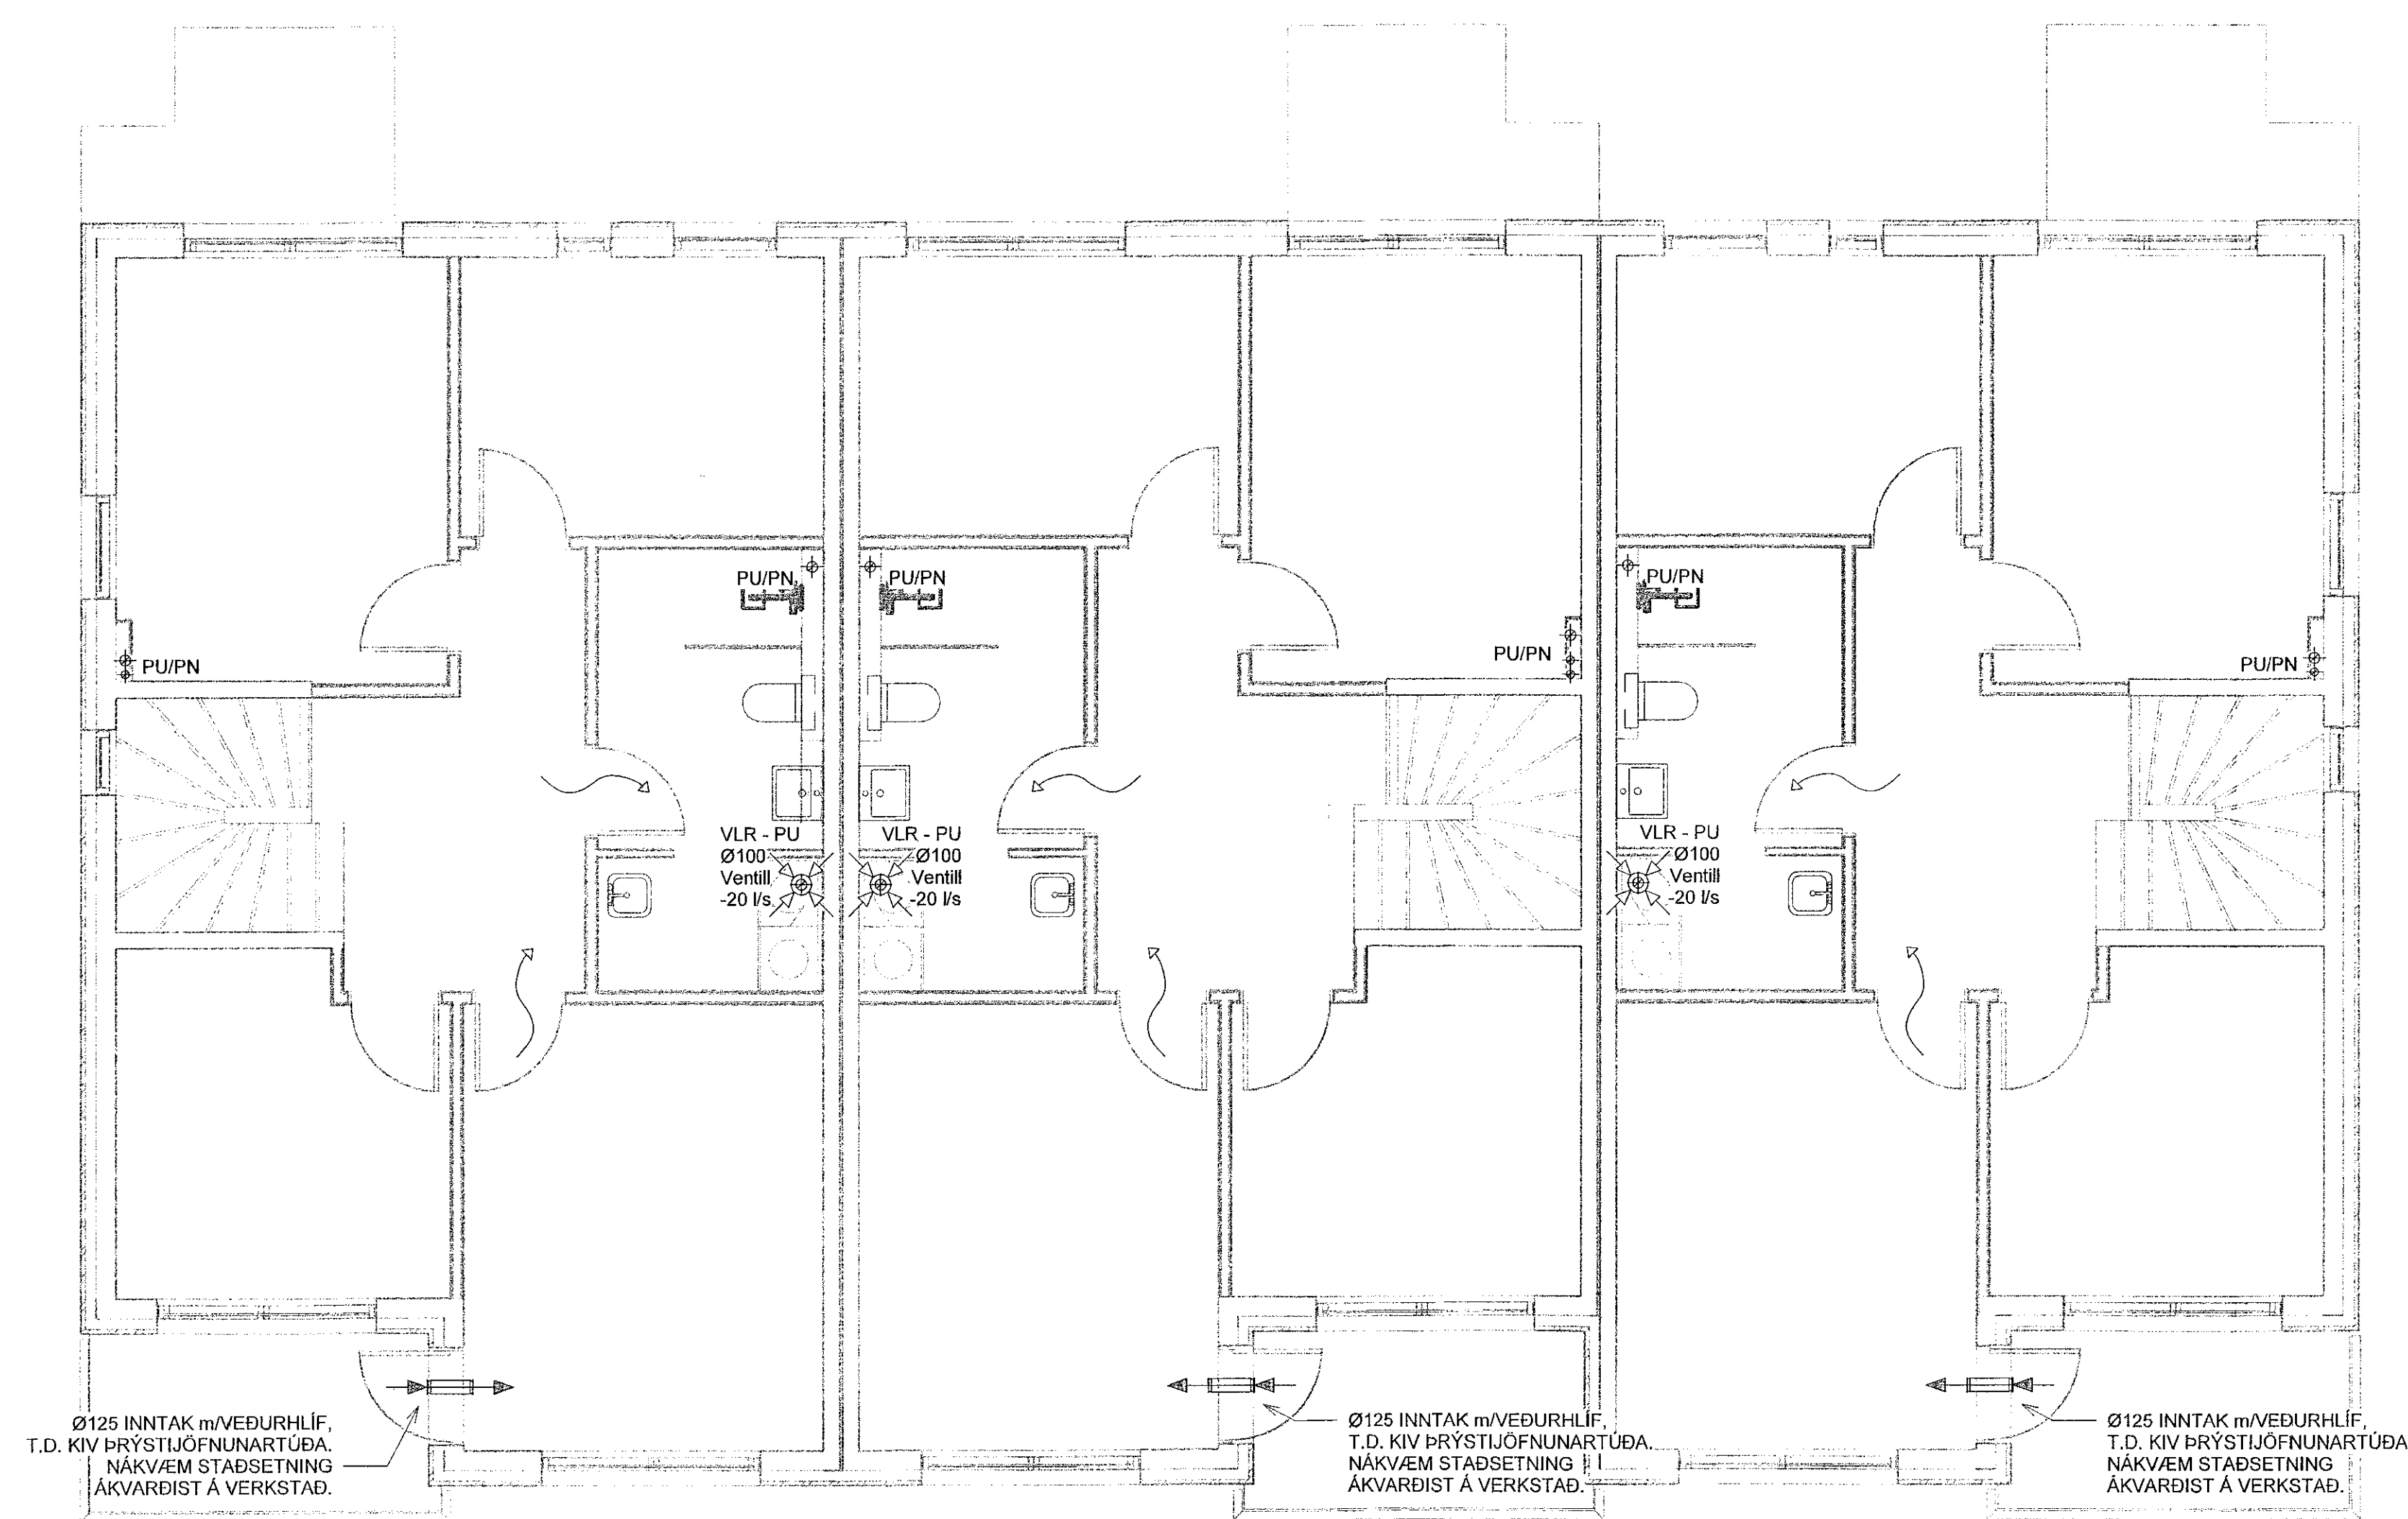 PU/PN
PU/PN
PU/PN
PU/PN
PU/PN
PU/PN
VLR - PU
Ø100
Ventill
-20 l/s
VLR - PU
Ø100
Ventill
-20 l/s
VLR - PU
Ø100
Ventill
-20 l/s
Ø125 INNTAK m/VEÐURHLÍF,
T.D. KIV ÞRÝSTIJÖFNUNARTÚÐA.
NÁKVÆM STAÐSETNING
ÁKVARÐIST Á VERKSTAÐ.
Ø125 INNTAK m/VEÐURHLÍF,
T.D. KIV ÞRÝSTIJÖFNUNARTÚÐA.
NÁKVÆM STAÐSETNING
ÁKVARÐIST Á VERKSTAÐ.
Ø125 INNTAK m/VEÐURHLÍF,
T.D. KIV ÞRÝSTIJÖFNUNARTÚÐA
NÁKVÆM STAÐSETNING
ÁKVARÐIST Á VERKSTAÐ.